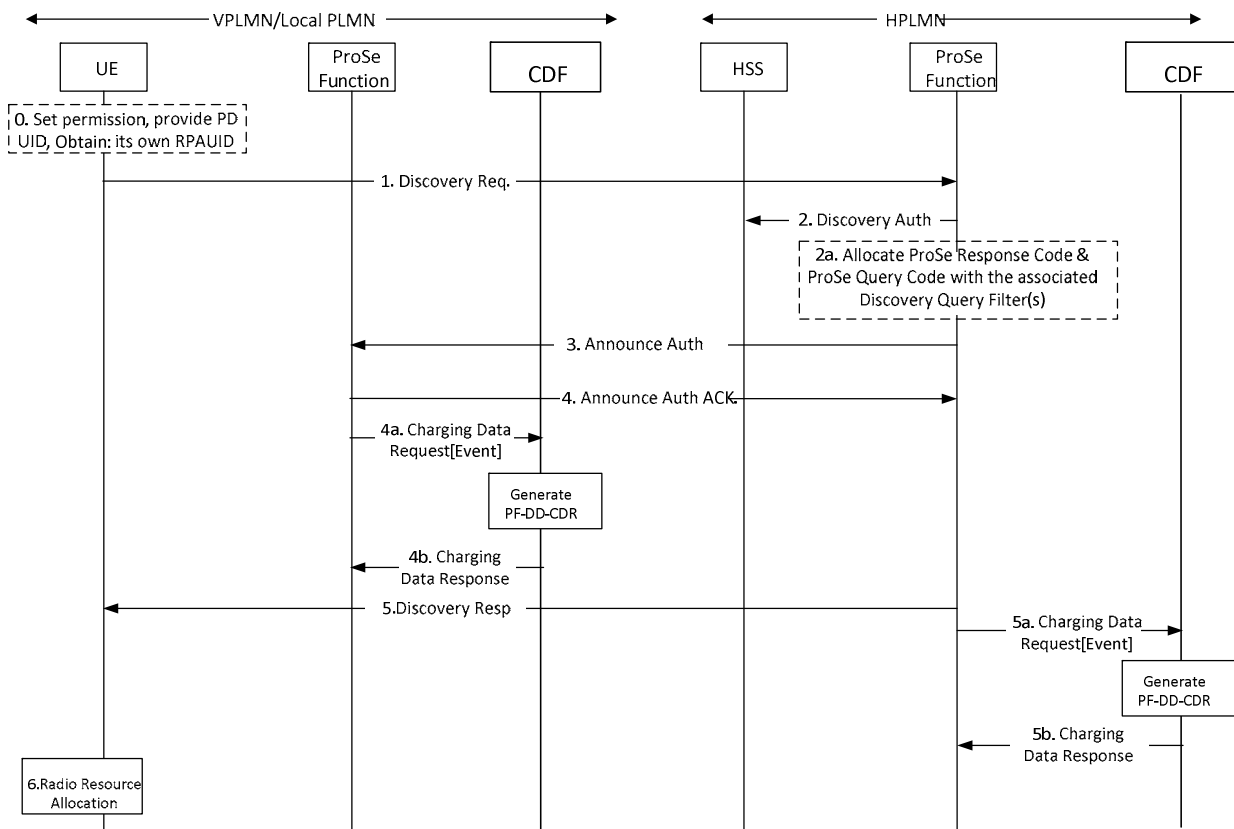 VPLMN/Local PLMN
HPLMN
UE
ProSe
Function
CDF
HSS
ProSe
Function
CDF
0. Set permission, provide PD
UID, Obtain: its own RPAUID
1. Discovery Req.
2. Discovery Auth
2a. Allocate ProSe Response Code &
ProSe Query Code with the associated
Discovery Query Filter(s)
3. Announce Auth
4. Announce Auth ACK.
4a. Charging Data
Request[Event]
Generate
PF-DD-CDR
4b. Charging
Data Response
5.Discovery Resp
5a. Charging Data
Request[Event]
Generate
PF-DD-CDR
5b. Charging
Data Response
6.Radio Resource
Allocation